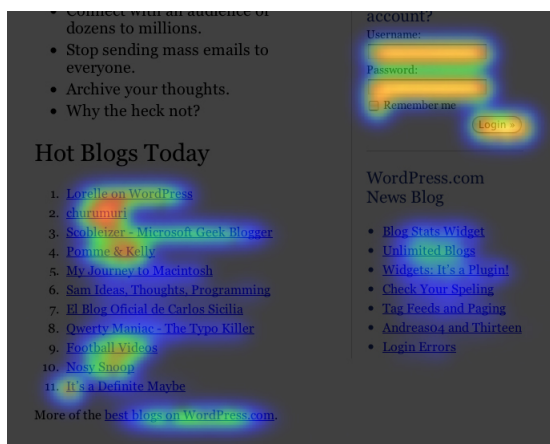 Connect with an audience of
dozens to millions.
Stop sending mass emails to
everyone.
Archive your thoughts.
Why the heck not?
Hot Blogs Today
1. Lorelle on WordPress
2. churumuri
3. Scobleizer - Microsoft Geek Blogger
4. Pomme & Kelly
5. My Journey to Macintosh
6. Sam Ideas, Thoughts, Programming
7. El Blog Oficial de Carlos Sicilia
8. Qwerty Maniac - The Typo Killer
9. Football Videos
10. Nosy Snoop
11. It's a Definite Maybe
More of the best blogs on WordPress.com.
account?
Username:
Password:
Remember me
Login »
WordPress.com
News Blog
Blog Stats Widget
Unlimited Blogs
Widgets: It's a Plugin!
Check Your Speling
Tag Feeds and Paging
Andreas04 and Thirteen
Login Errors